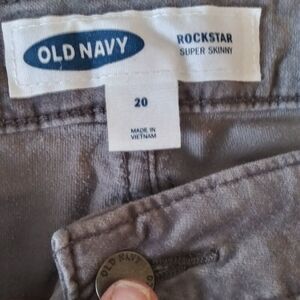 OLD NAVY
ROCKSTAR
SUPER SKINNY
20
MADE IN
VIETNAM
OLD NAVY